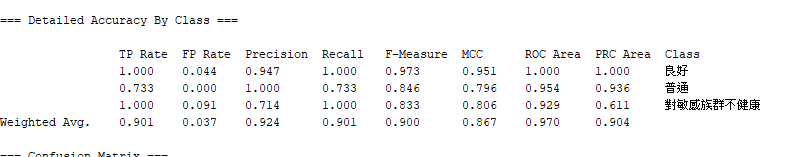 === Detailed Accuracy By Class ===
TP Rate FP Rate Precision Recall F-Measure MCC ROC Area PRC Area Class
1.000 0.044 0.947 1.000 0.973 0.951 1.000 1.000 良好
0.733 0.000 1.000 0.733 0.846 0.796 0.954 0.936 普通
1.000 0.091 0.714 1.000 0.833 0.806 0.929 0.611 對敏感族群不健康
Weighted Avg. 0.901 0.037 0.924 0.901 0.900 0.867 0.970 0.904
=== Confusion Matrix ===